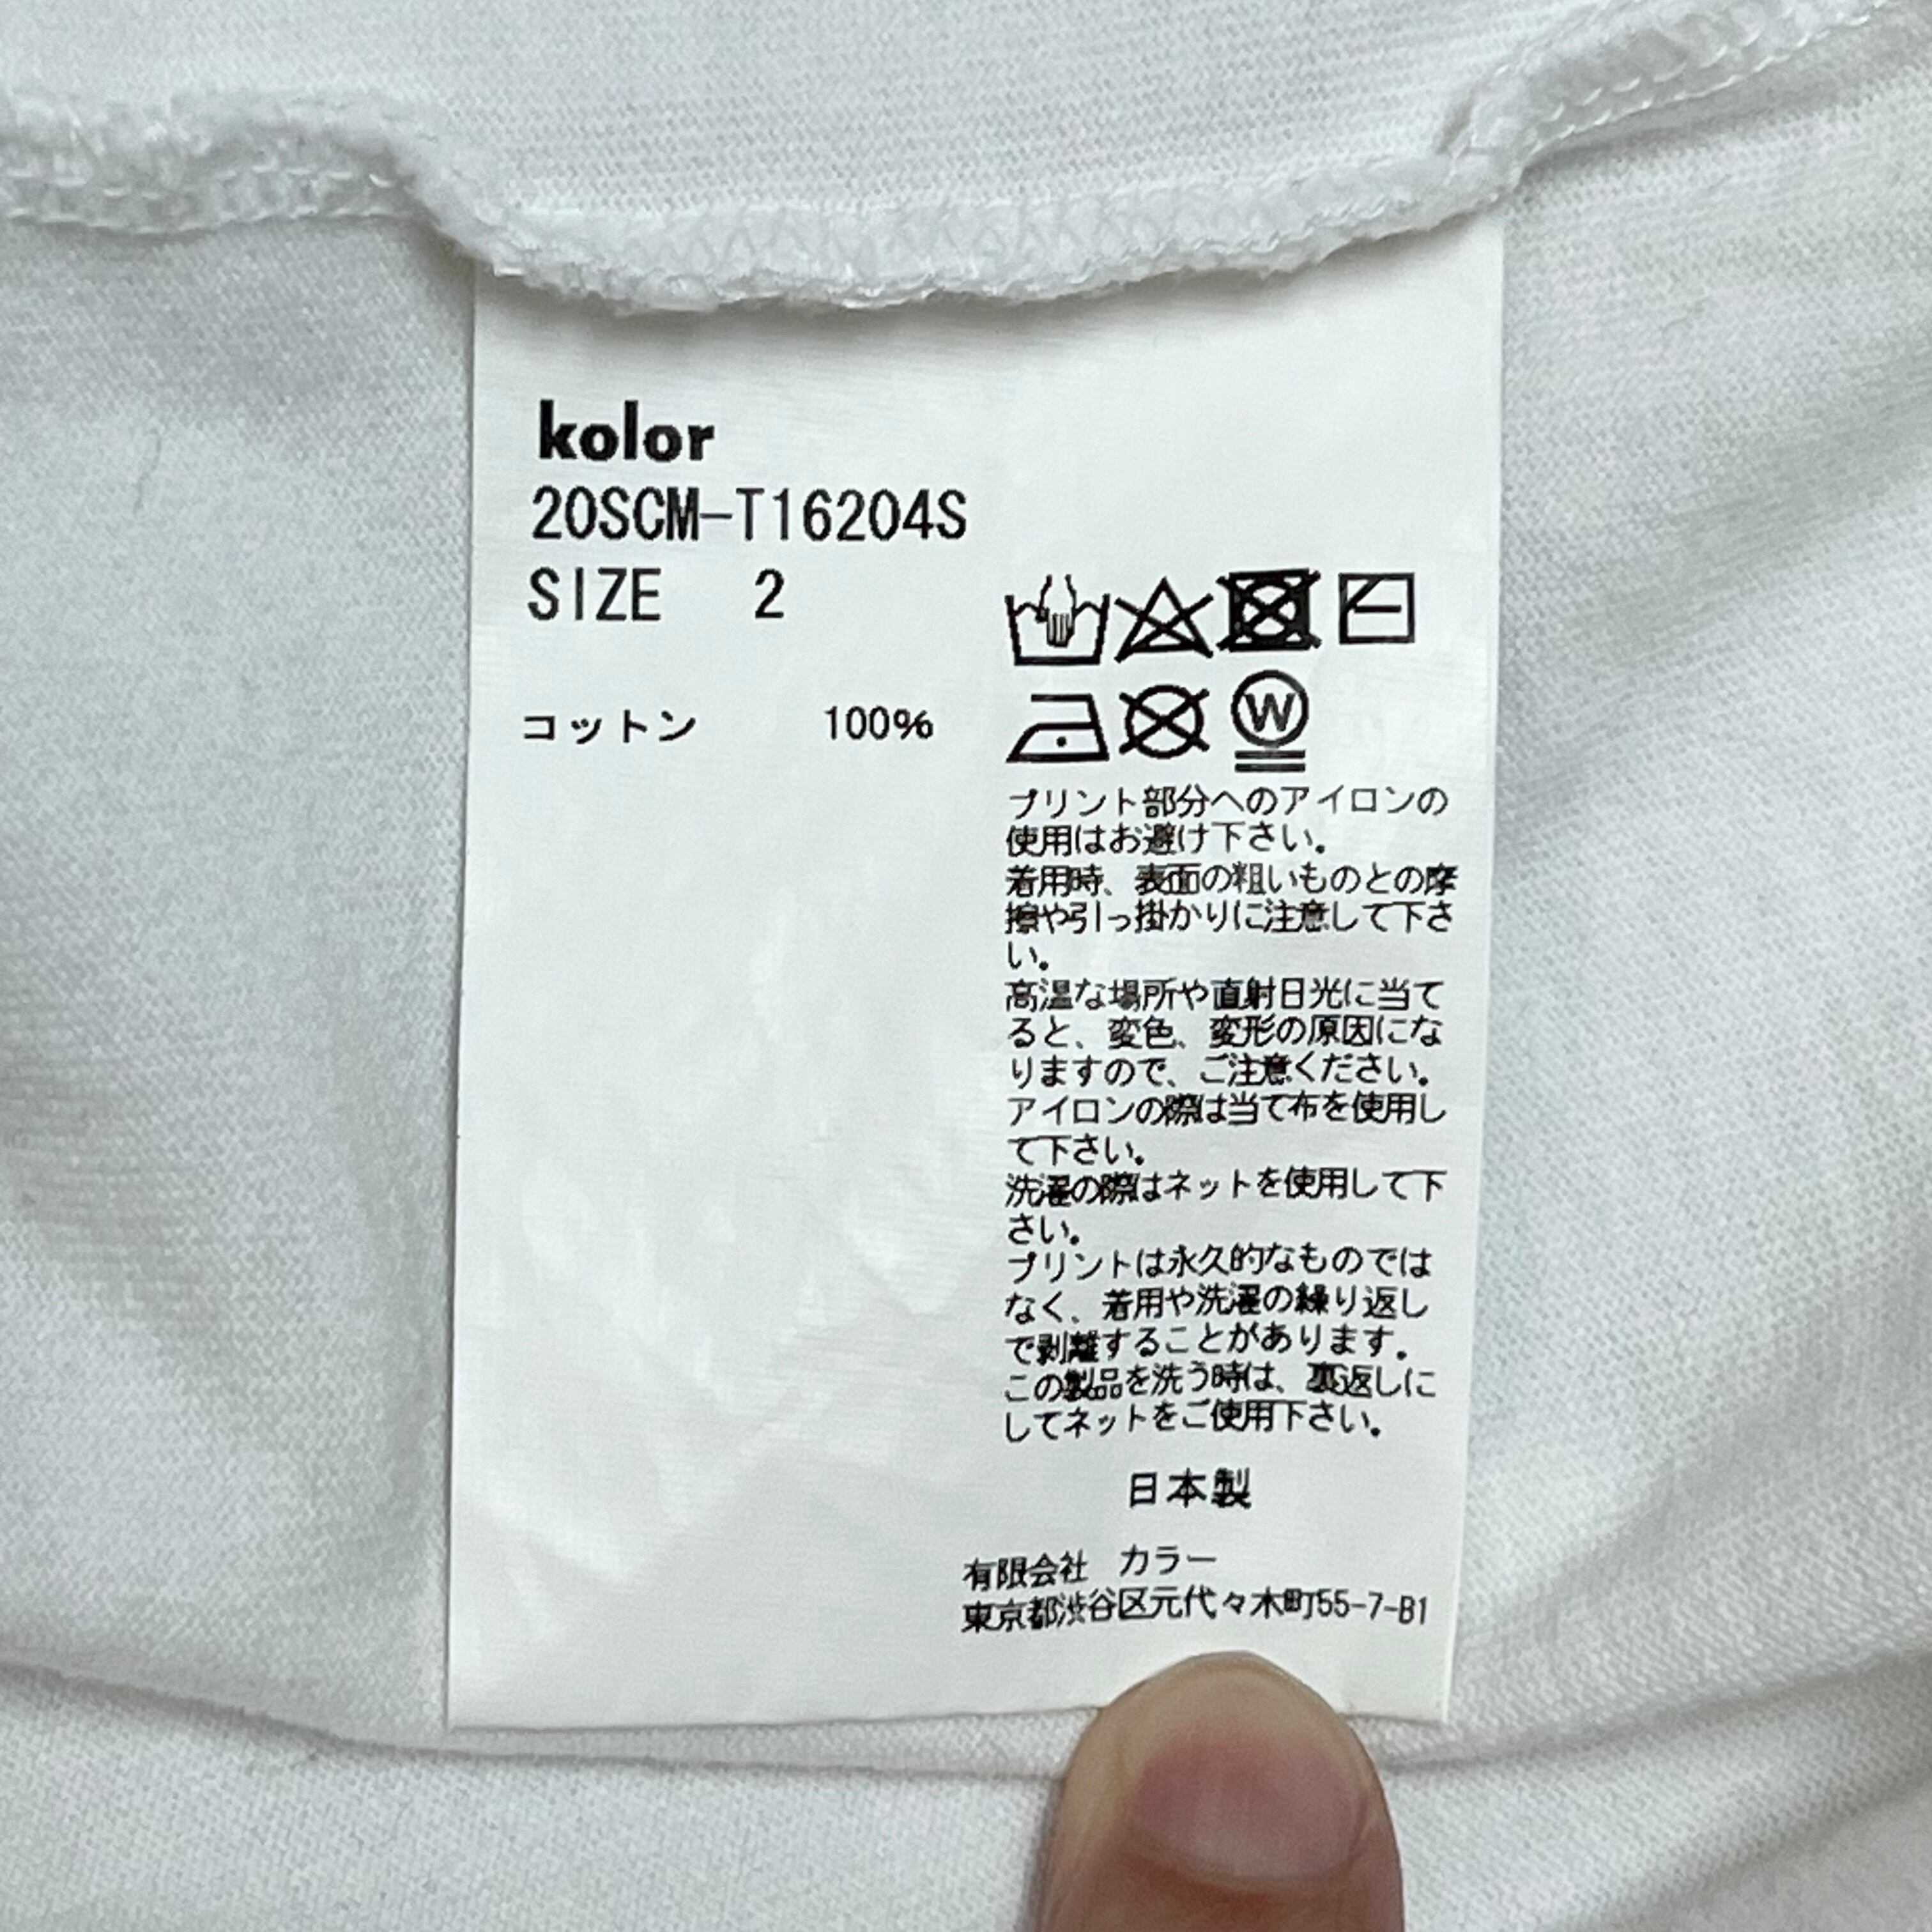 kolor
20SCM-T16204S
SIZE 2
コットン 100%
W
プリント部分へのアイロンの
使用はお避け下さい。
着用時、表面の粗いものとの摩
擦や引っ掛かりに注意して下さ
い。
高温な場所や直射日光に当て
ると、変色、変形の原因にな
りますので、ご注意ください。
アイロンの際は当て布を使用し
て下さい。
洗濯の際はネットを使用して下
さい。
プリントは永久的なものでは
なく、着用や洗濯の繰り返し
で剥離することがあります。
この製品を洗う時は、裏返しに
してネットをご使用下さい。
日本製
有限会社 カラー
東京都渋谷区元代々木町55-7-B1